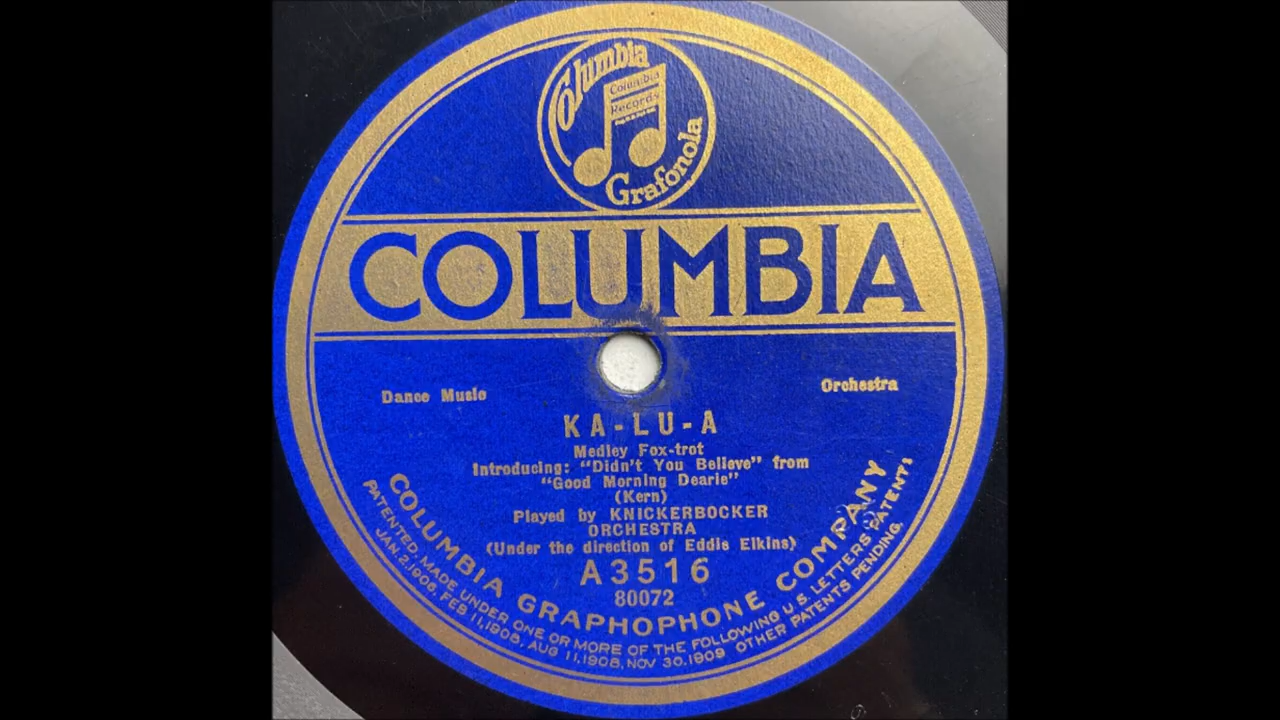 Columbia
Columbia
Records
Grafonola
COLUMBIA
Dance Music
Orchestra
KA-LU-A
Medley Fox-trot
Introducing: "Didn't You Believe" from
"Good Morning Dearie"
(Kern)
Played by KNICKERBOCKER
ORCHESTRA
(Under the direction of Eddie Elkins)
A3516
80072
COLUMBIA GRAPHOPHONE COMPANY
PATENTED, MADE UNDER ONE OR MORE OF THE FOLLOWING U.S. LETTERS PATENT:
JAN. 2, 1906, FEB 11, 1908, AUG 11, 1908, NOV 30, 1909 OTHER PATENTS PENDING.